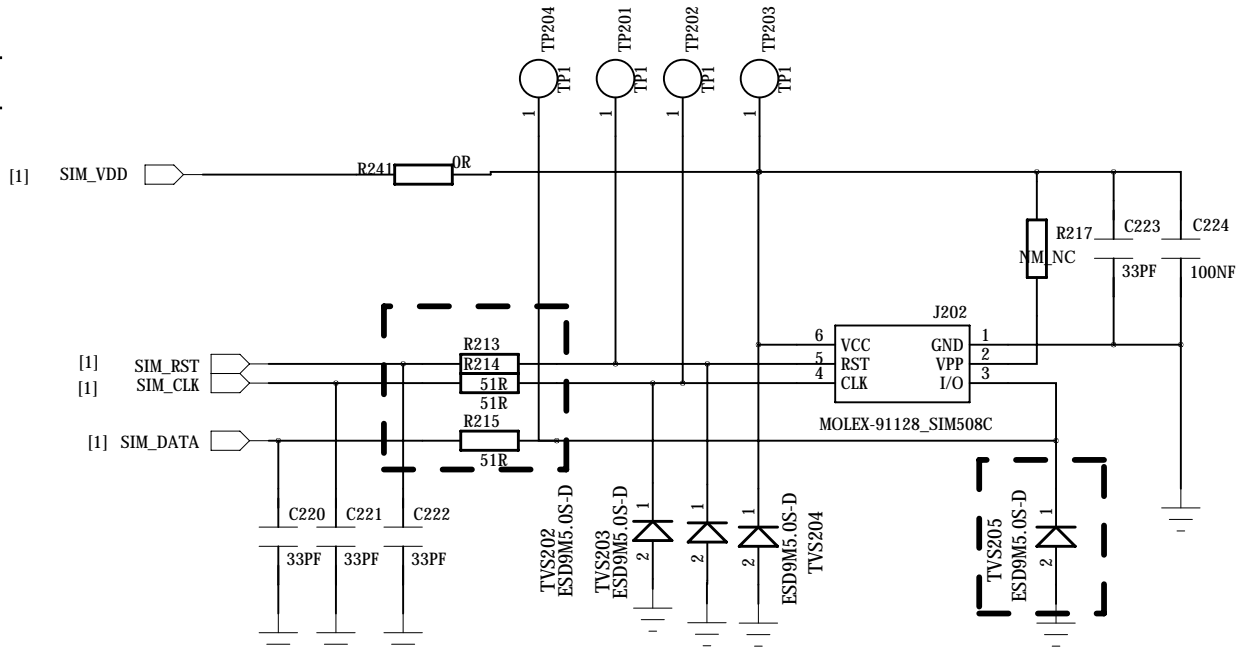 TP204
TP201
TP202
TP203
TP1
TP1
TP1
TP1
1
1
1
1
[1] SIM_VDD
R241
0R
R217
NM_NC
C223
33PF
C224
100NF
J202
6 VCC
GND 1
5 RST
VPP 2
4 CLK
I/O 3
MOLEX-91128_SIM508C
[1] SIM_RST
[1] SIM_CLK
[1] SIM_DATA
R213
R214
51R
51R
R215
51R
C220
33PF
C221
33PF
C222
33PF
TVS202
ESD9M5.0S-D
1
2
TVS203
ESD9M5.0S-D
1
2
ESD9M5.0S-D
TVS204
TVS205
ESD9M5.0S-D
1
2